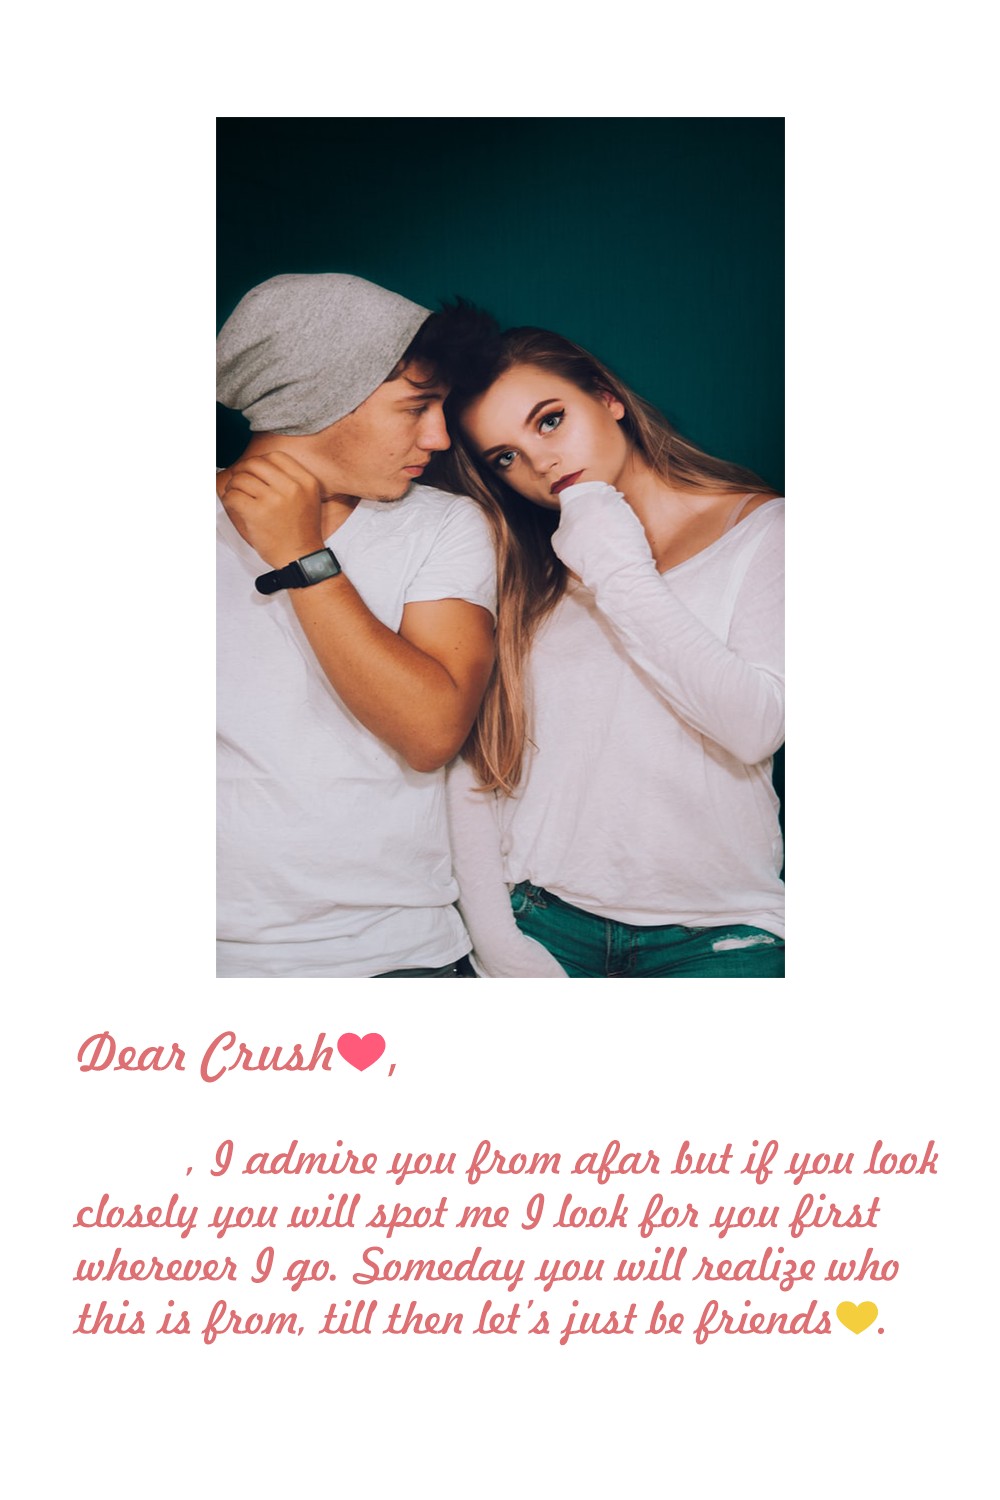 Dear Crush❤,
, I admire you from afar but if you look
closely you will spot me I look for you first
wherever I go. Someday you will realize who
this is from, till then let's just be friends💛.